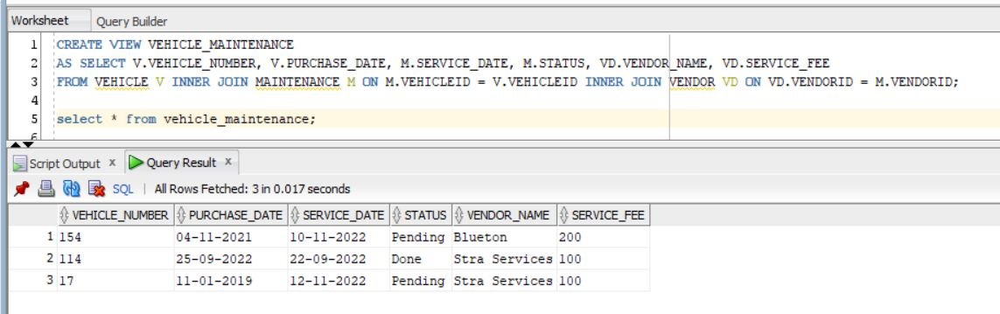 Worksheet Query Builder
1 CREATE VIEW VEHICLE_MAINTENANCE
2 AS SELECT V.VEHICLE_NUMBER, V.PURCHASE_DATE, M.SERVICE_DATE, M.STATUS, VD.VENDOR_NAME, VD.SERVICE_FEE
3 FROM VEHICLE V INNER JOIN MAINTENANCE M ON M.VEHICLEID = V.VEHICLEID INNER JOIN VENDOR VD ON VD.VENDORID = M.VENDORID;
4
5 select * from vehicle_maintenance;
6
Script Output x Query Result x
SQL | All Rows Fetched: 3 in 0.017 seconds
VEHICLE_NUMBER PURCHASE_DATE SERVICE_DATE STATUS VENDOR_NAME SERVICE_FEE
1 154 04-11-2021 10-11-2022 Pending Blueton 200
2 114 25-09-2022 22-09-2022 Done Stra Services 100
3 17 11-01-2019 12-11-2022 Pending Stra Services 100